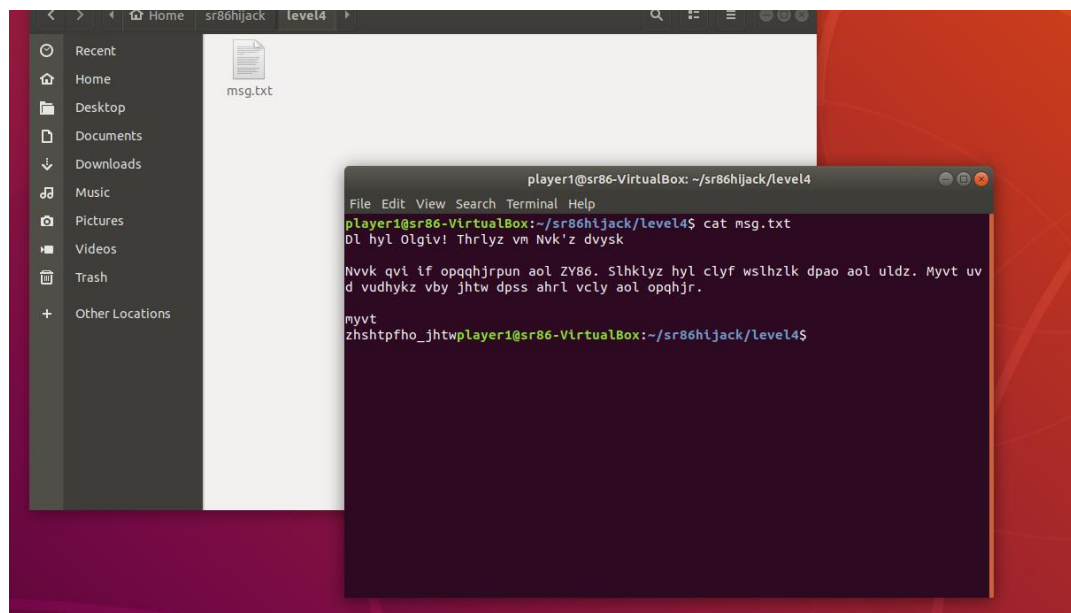 Home sr86hijack level4
Recent
Home
Desktop
Documents
Downloads
Music
Pictures
Videos
Trash
+ Other Locations
msg.txt
player1@sr86-VirtualBox: ~/sr86hijack/level4
File Edit View Search Terminal Help
player1@sr86-VirtualBox:~/sr86hijack/level4$ cat msg.txt
Dl hyl Olgiv! Thrlyz vm Nvk'z dvysk
Nvvk qvi if opqqhjrpun aol ZY86. Slhklyz hyl clyf wslhzlk dpao aol uldz. Myvt uv
d vudhykz vby jhtw dpss ahrl vcly aol opqhjr.
myvt
zhshtpfho_jhtwplayer1@sr86-VirtualBox:~/sr86hijack/level4$